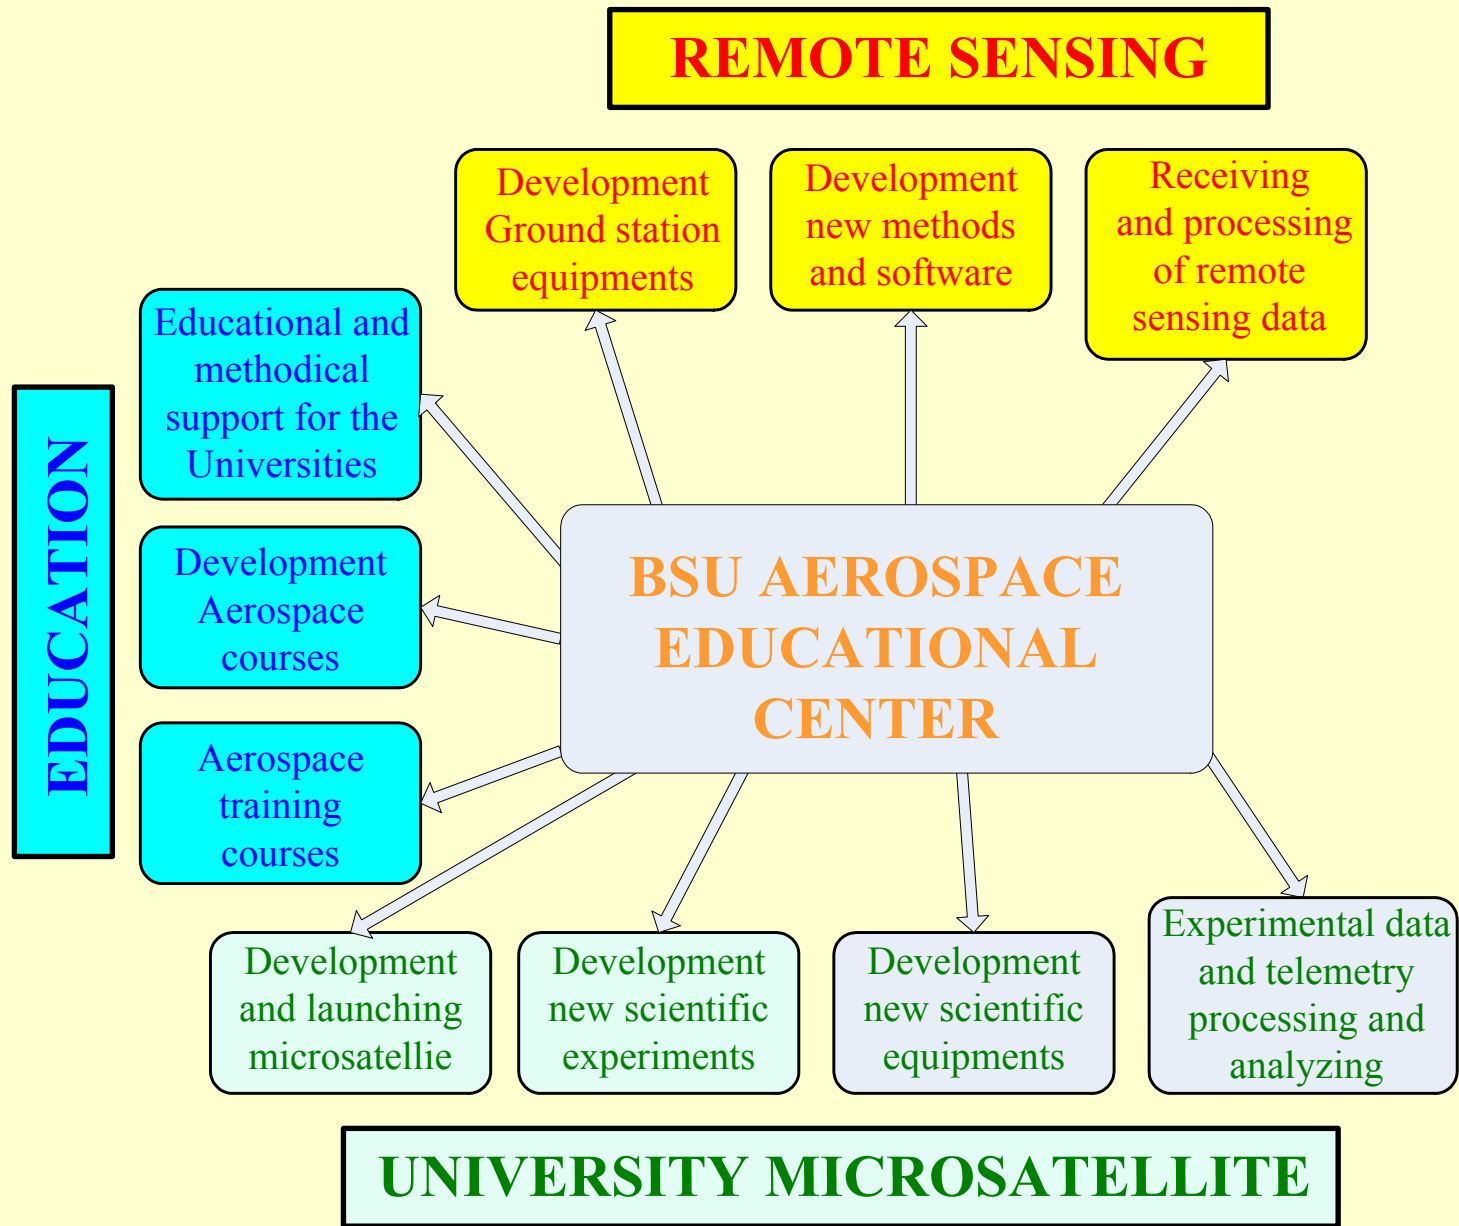 REMOTE SENSING
Development
Ground station
equipments
Development
new methods
and software
Receiving
and processing
of remote
sensing data
EDUCATION
Educational and
methodical
support for the
Universities
Development
Aerospace
courses
Aerospace
training
courses
BSU AEROSPACE
EDUCATIONAL
CENTER
Development
and launching
microsatellie
Development
new scientific
experiments
Development
new scientific
equipments
Experimental data
and telemetry
processing and
analyzing
UNIVERSITY MICROSATELLITE